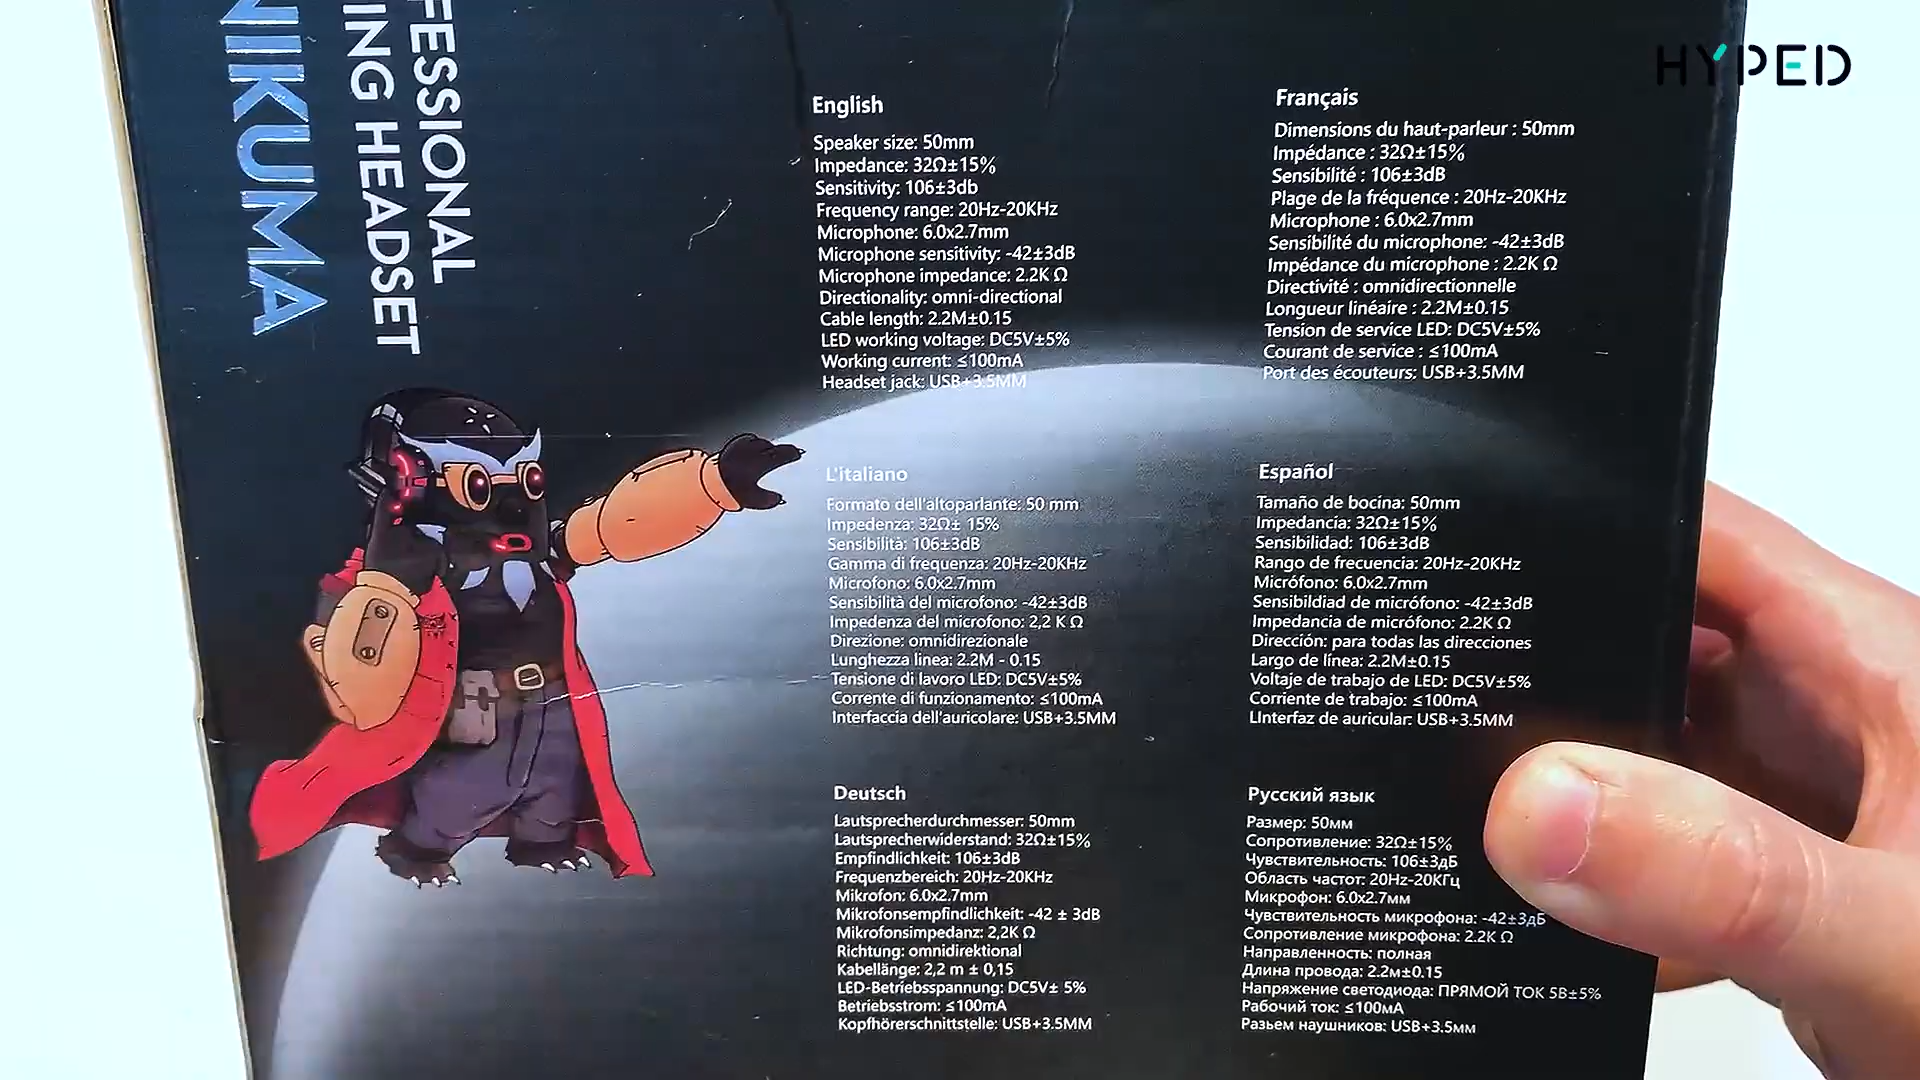 HYPED
NIKUMA
FESSIONAL
ING HEADSET
English
Speaker size: 50mm
Impedance: 32Ω±15%
Sensitivity: 106±3db
Frequency range: 20Hz-20KHz
Microphone: 6.0x2.7mm
Microphone sensitivity: -42±3dB
Microphone impedance: 2.2K Ω
Directionality: omni-directional
Cable length: 2.2M±0.15
LED working voltage: DC5V±5%
Working current: ≤100mA
Headset jack: USB+3.5MM
Français
Dimensions du haut-parleur : 50mm
Impédance : 32Ω±15%
Sensibilité : 106±3dB
Plage de la fréquence : 20Hz-20KHz
Microphone : 6.0x2.7mm
Sensibilité du microphone: -42±3dB
Impédance du microphone : 2.2K Ω
Directivité : omnidirectionnelle
Longueur linéaire : 2.2M±0.15
Tension de service LED: DC5V±5%
Courant de service : ≤100mA
Port des écouteurs: USB+3.5MM
L'italiano
Formato dell'altoparlante: 50 mm
Impedenza: 32Ω± 15%
Sensibilità: 106±3dB
Gamma di frequenza: 20Hz-20KHz
Microfono: 6.0x2.7mm
Sensibilità del microfono: -42±3dB
Impedenza del microfono: 2,2 K Ω
Direzione: omnidirezionale
Lunghezza linea: 2.2M - 0.15
Tensione di lavoro LED: DC5V±5%
Corrente di funzionamento: ≤100mA
Interfaccia dell'auricolare: USB+3.5MM
Español
Tamaño de bocina: 50mm
Impedancia: 32Ω±15%
Sensibilidad: 106±3dB
Rango de frecuencia: 20Hz-20KHz
Micrófono: 6.0x2.7mm
Sensibildiad de micrófono: -42±3dB
Impedancia de micrófono: 2.2K Ω
Dirección: para todas las direcciones
Largo de línea: 2.2M±0.15
Voltaje de trabajo de LED: DC5V±5%
Corriente de trabajo: ≤100mA
LInterfaz de auricular: USB+3.5MM
Deutsch
Lautsprecherdurchmesser: 50mm
Lautsprecherwiderstand: 32Ω±15%
Empfindlichkeit: 106±3dB
Frequenzbereich: 20Hz-20KHz
Mikrofon: 6.0x2.7mm
Mikrofonsempfindlichkeit: -42 ± 3dB
Mikrofonsimpedanz: 2,2K Ω
Richtung: omnidirektional
Kabellänge: 2,2 m ± 0,15
LED-Betriebsspannung: DC5V± 5%
Betriebsstrom: ≤100mA
Kopfhörerschnittstelle: USB+3.5MM
Русский язык
Размер: 50мм
Сопротивление: 32Ω±15%
Чувствительность: 106±3дБ
Область частот: 20Hz-20КГц
Микрофон: 6.0x2.7мм
Чувствительность микрофона: -42±3дБ
Сопротивление микрофона: 2.2K Ω
Направленность: полная
Длина провода: 2.2м±0.15
Напряжение светодиода: ПРЯМОЙ ТОК 5В±5%
Рабочий ток: ≤100мА
Разьем наушников: USB+3.5мм